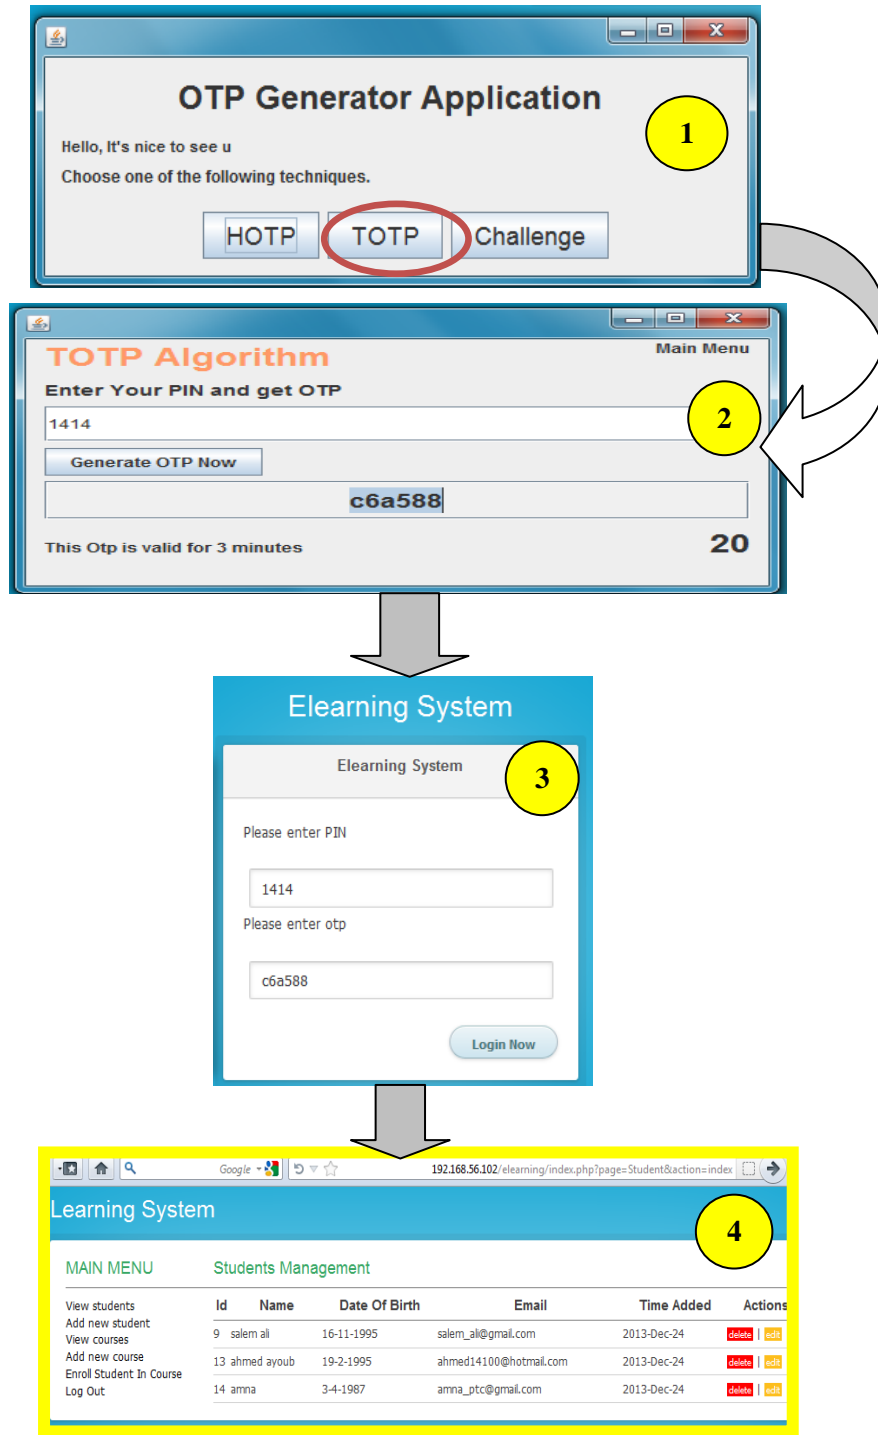 OTP Generator Application
1
Hello, It's nice to see u
Choose one of the following techniques.
HOTP TOTP Challenge
TOTP Algorithm
Main Menu
Enter Your PIN and get OTP
2
1414
Generate OTP Now
c6a588
This Otp is valid for 3 minutes
20
Elearning System
Elearning System
3
Please enter PIN
1414
Please enter otp
c6a588
Login Now
Google 192.168.56.102/elearning/index.php?page=Student&action=index
Learning System
4
MAIN MENU
View students
Add new student
View courses
Add new course
Enroll Student In Course
Log Out
Students Management
Id Name Date Of Birth Email Time Added Actions
9 salem ali 16-11-1995 salem_ali@gmail.com 2013-Dec-24 delete | edit
13 ahmed ayoub 19-2-1995 ahmed14100@hotmail.com 2013-Dec-24 delete | edit
14 amna 3-4-1987 amna_ptc@gmail.com 2013-Dec-24 delete | edit